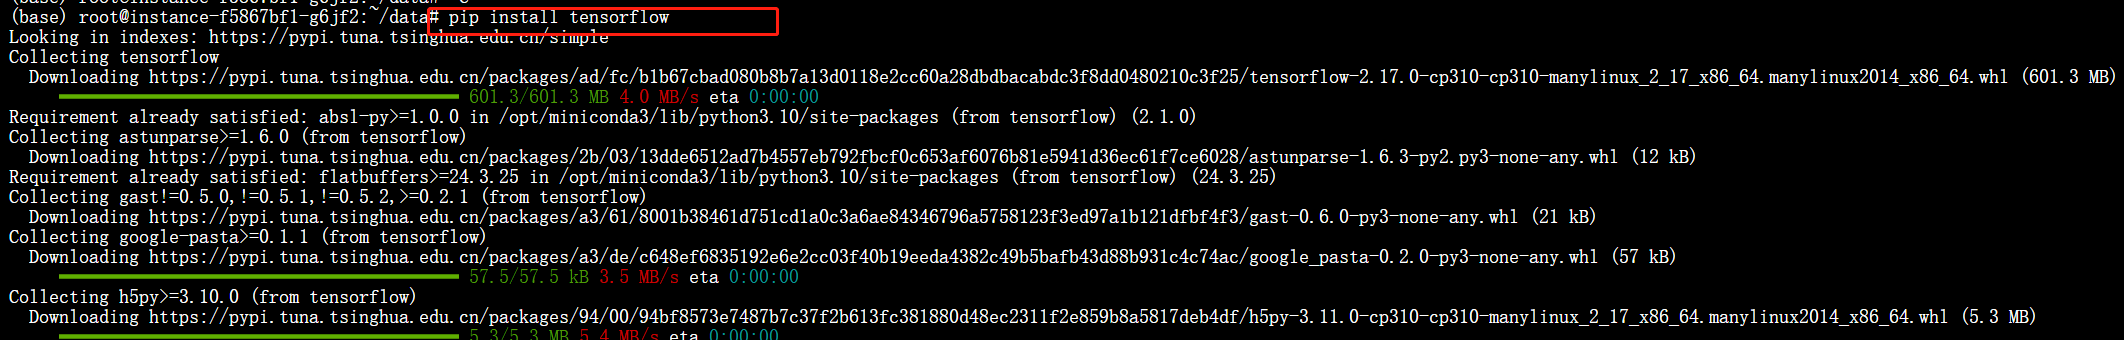 (base) root@instance-f5867bf1-g6jf2:~/data# pip install tensorflow
Looking in indexes: https://pypi.tuna.tsinghua.edu.cn/simple
Collecting tensorflow
Downloading https://pypi.tuna.tsinghua.edu.cn/packages/ad/fc/b1b67cbad080b8b7a13d0118e2cc60a28dbdbacabdc3f8dd0480210c3f25/tensorflow-2.17.0-cp310-cp310-manylinux_2_17_x86_64.manylinux2014_x86_64.whl (601.3 MB)
601.3/601.3 MB 4.0 MB/s eta 0:00:00
Requirement already satisfied: absl-py>=1.0.0 in /opt/miniconda3/lib/python3.10/site-packages (from tensorflow) (2.1.0)
Collecting astunparse>=1.6.0 (from tensorflow)
Downloading https://pypi.tuna.tsinghua.edu.cn/packages/2b/03/13dde6512ad7b4557eb792fbcf0c653af6076b81e5941d36ec61f7ce6028/astunparse-1.6.3-py2.py3-none-any.whl (12 kB)
Requirement already satisfied: flatbuffers>=24.3.25 in /opt/miniconda3/lib/python3.10/site-packages (from tensorflow) (24.3.25)
Collecting gast!=0.5.0,!=0.5.1,!=0.5.2,>=0.2.1 (from tensorflow)
Downloading https://pypi.tuna.tsinghua.edu.cn/packages/a3/61/8001b38461d751cd1a0c3a6ae84346796a5758123f3ed97a1b121dfbf4f3/gast-0.6.0-py3-none-any.whl (21 kB)
Collecting google-pasta>=0.1.1 (from tensorflow)
Downloading https://pypi.tuna.tsinghua.edu.cn/packages/a3/de/c648ef6835192e6e2cc03f40b19eeda4382c49b5bafb43d88b931c4c74ac/google_pasta-0.2.0-py3-none-any.whl (57 kB)
57.5/57.5 kB 3.5 MB/s eta 0:00:00
Collecting h5py>=3.10.0 (from tensorflow)
Downloading https://pypi.tuna.tsinghua.edu.cn/packages/94/00/94bf8573e7487b7c37f2b613fc381880d48ec2311f2e859b8a5817deb4df/h5py-3.11.0-cp310-cp310-manylinux_2_17_x86_64.manylinux2014_x86_64.whl (5.3 MB)
5.3/5.3 MB 5.4 MB/s eta 0:00:00